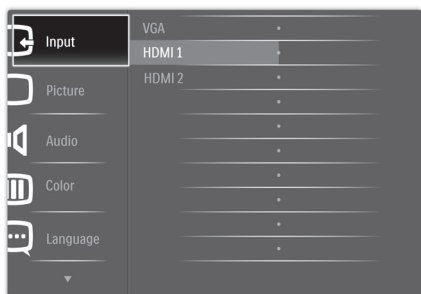 Input
Picture
Audio
Color
Language
VGA
HDMI 1
HDMI 2